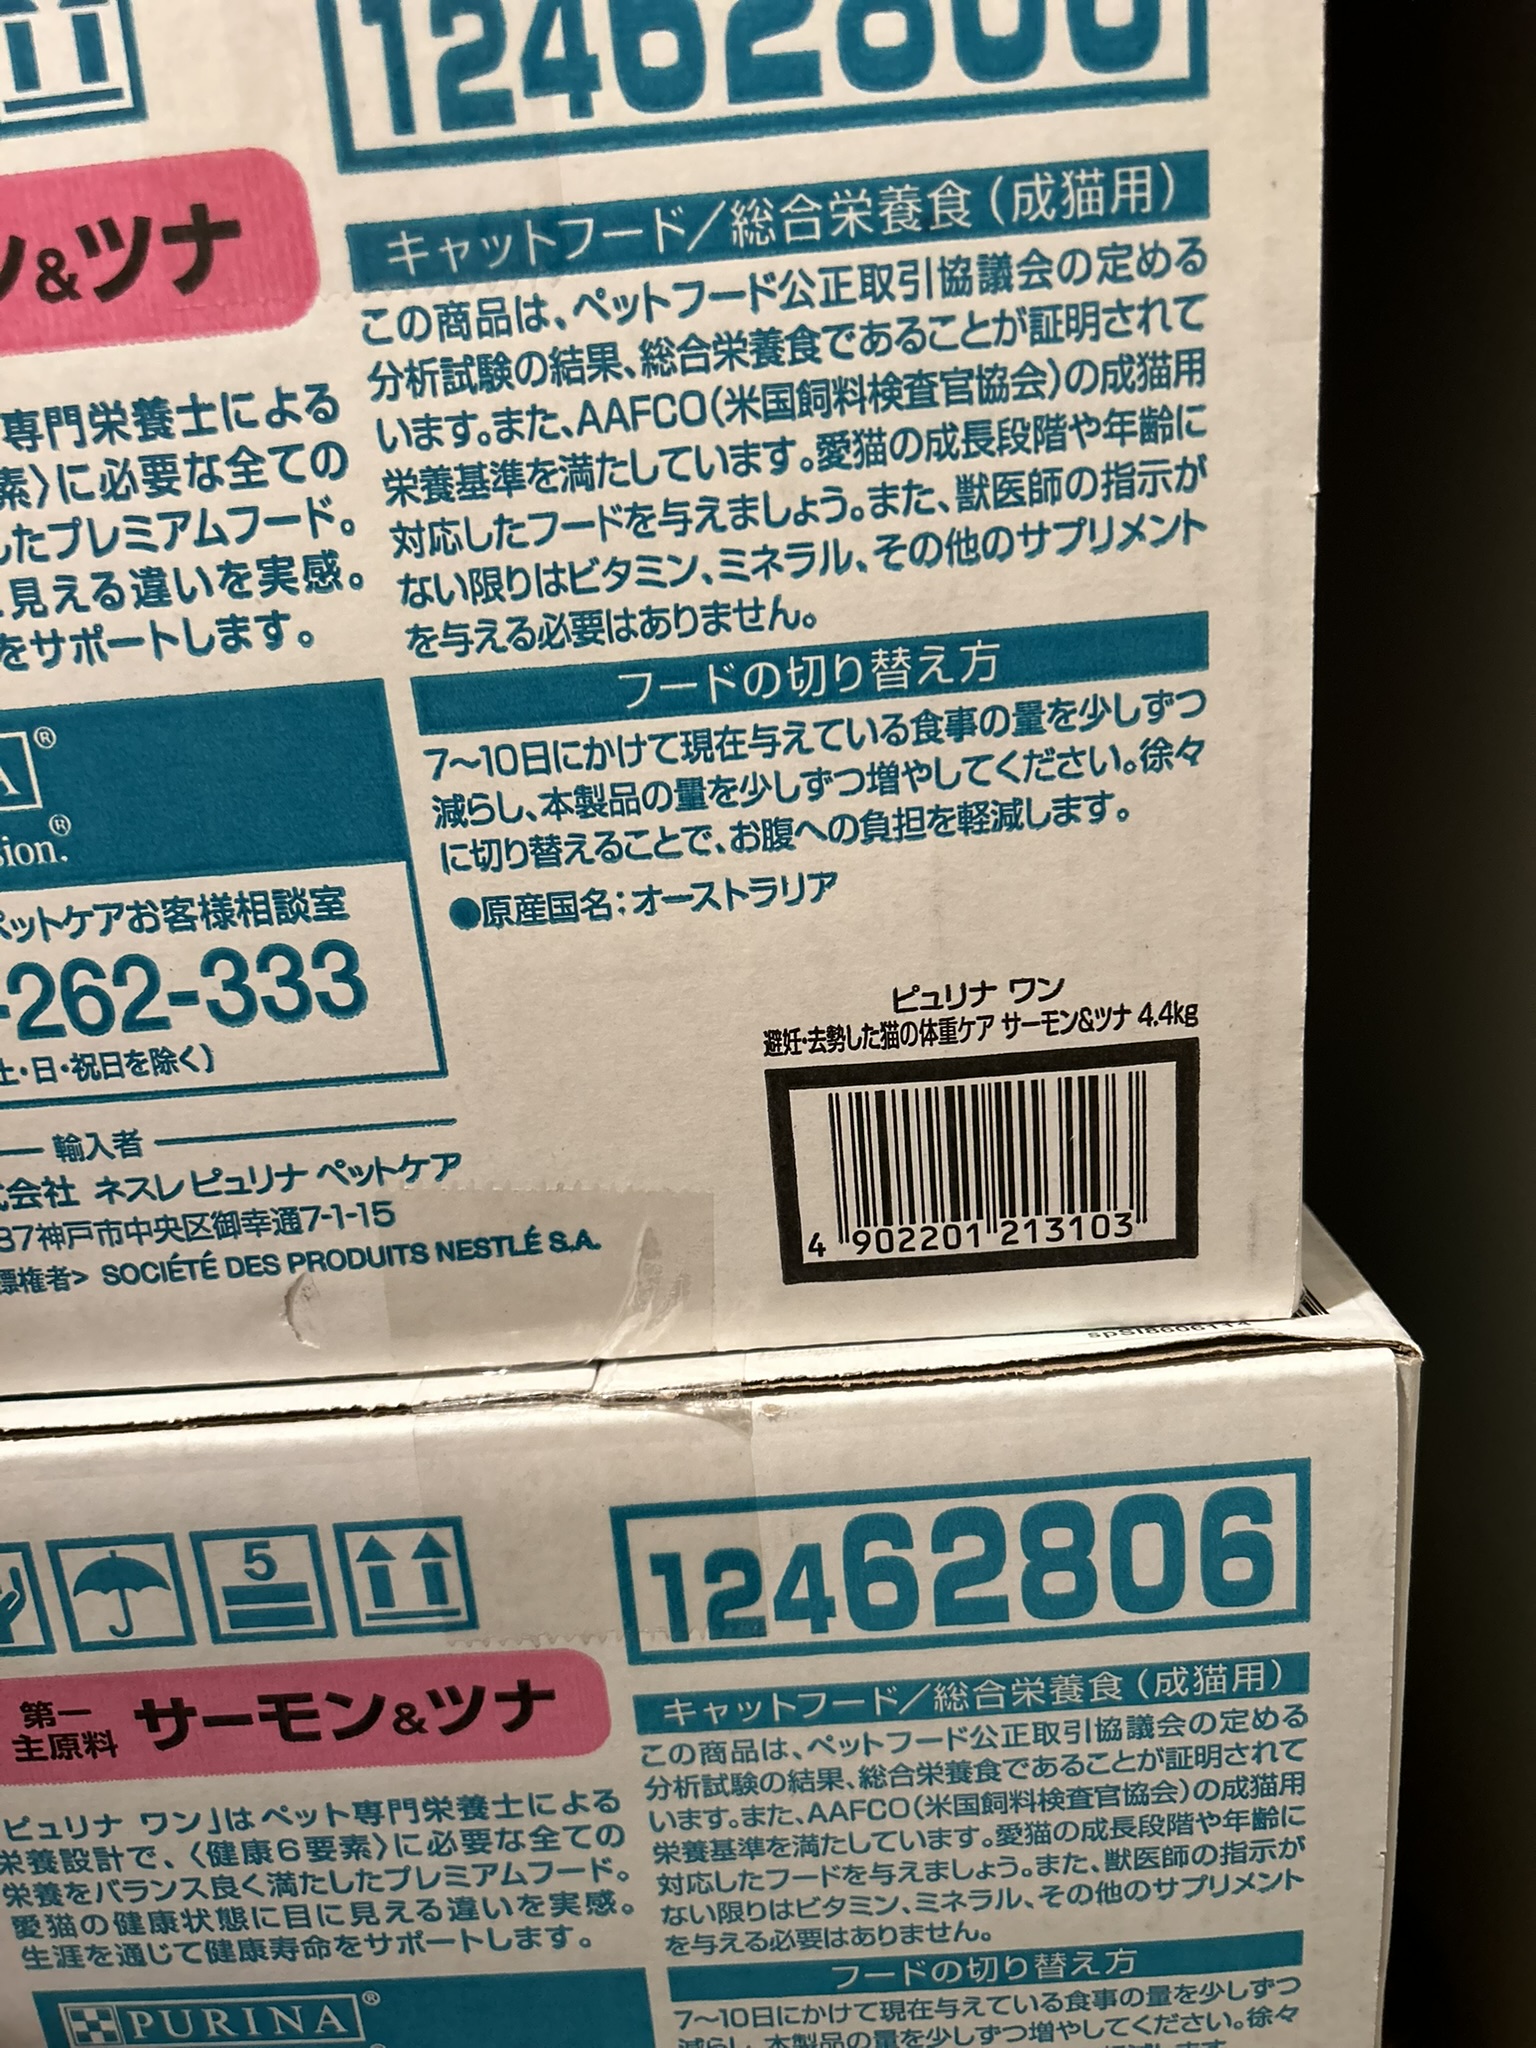 ン&ツナ
専門栄養士による
素〉に必要な全ての
したプレミアムフード。
見える違いを実感。
をサポートします。
キャットフード/総合栄養食(成猫用)
この商品は、ペットフード公正取引協議会の定める
分析試験の結果、総合栄養食であることが証明されて
います。また、AAFCO(米国飼料検査官協会)の成猫用
栄養基準を満たしています。愛猫の成長段階や年齢に
対応したフードを与えましょう。また、獣医師の指示が
ない限りはビタミン、ミネラル、その他のサプリメント
を与える必要はありません。
フードの切り替え方
7〜10日にかけて現在与えている食事の量を少しずつ
減らし、本製品の量を少しずつ増やしてください。徐々
に切り替えることで、お腹への負担を軽減します。
●原産国名:オーストラリア
A®
sion.®
ペットケアお客様相談室
-262-333
土・日・祝日を除く】
輸入者
式会社 ネスレ ピュリナ ペットケア
87神戸市中央区御幸通7-1-15
標権者> SOCIÉTÉ DES PRODUITS NESTLÉ S.A.
ピュリナ ワン
避妊・去勢した猫の体重ケア サーモン&ツナ 4.4kg
4 902201 213103
5
12462806
第一
主原料
サーモン&ツナ
ピュリナ ワン」はペット専門栄養士による
栄養設計で、〈健康6要素〉に必要な全ての
栄養をバランス良く満たしたプレミアムフード。
愛猫の健康状態に目に見える違いを実感。
生涯を通じて健康寿命をサポートします。
PURINA®
キャットフード/総合栄養食(成猫用)
この商品は、ペットフード公正取引協議会の定める
分析試験の結果、総合栄養食であることが証明されて
います。また、AAFCO(米国飼料検査官協会)の成猫用
栄養基準を満たしています。愛猫の成長段階や年齢に
対応したフードを与えましょう。また、獣医師の指示が
ない限りはビタミン、ミネラル、その他のサプリメント
を与える必要はありません。
フードの切り替え方
7〜10日にかけて現在与えている食事の量を少しずつ
減らし、本製品の量を少しずつ増やしてください。徐々